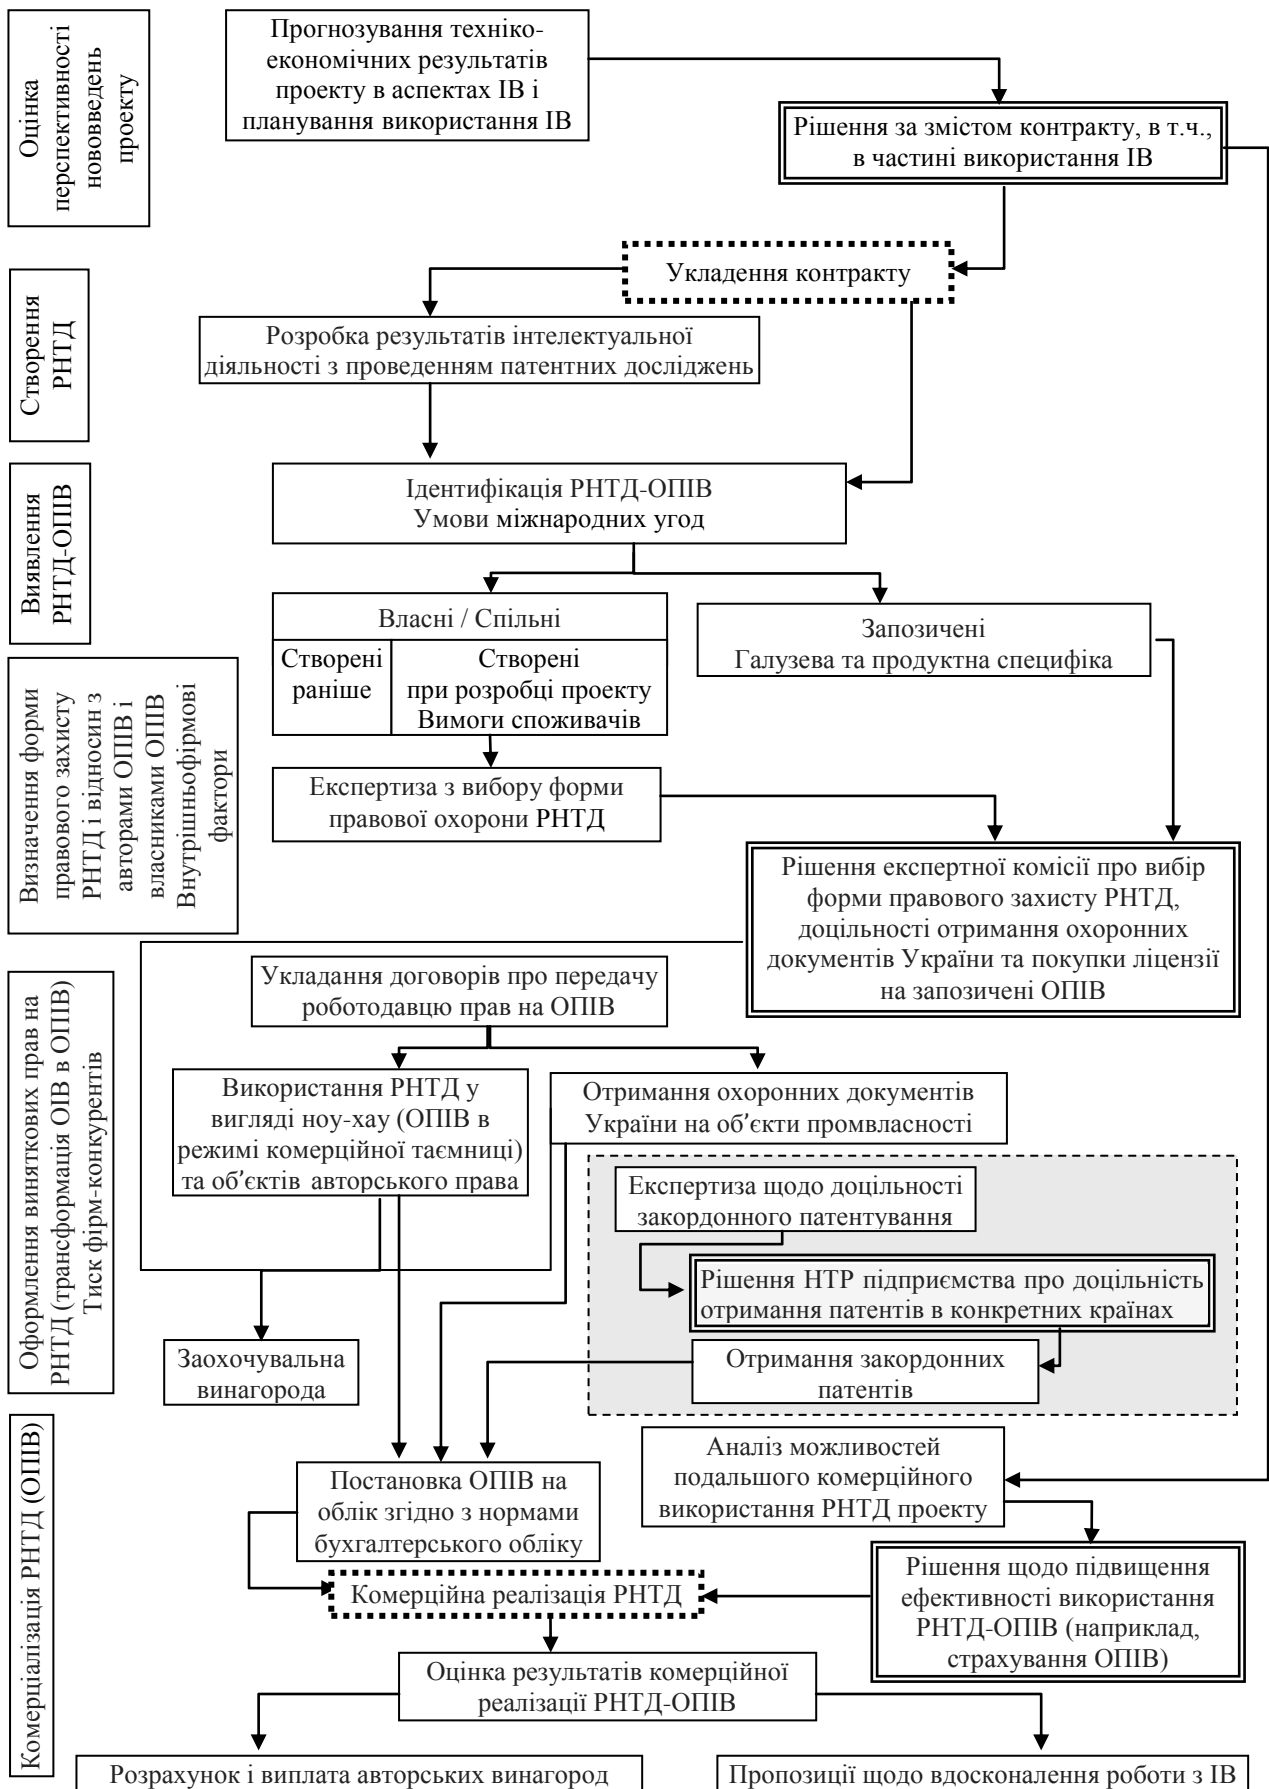 Оцінка
перспективності
нововведень
проекту
Прогнозування техніко-
економічних результатів
проекту в аспектах ІВ і
планування використання ІВ
Рішення за змістом контракту, в т.ч.,
в частині використання ІВ
Укладення контракту
Створення
РНТД
Розробка результатів інтелектуальної
діяльності з проведенням патентних досліджень
Виявлення
РНТД-ОПІВ
Ідентифікація РНТД-ОПІВ
Умови міжнародних угод
Власні / Спільні
Створені
раніше
Створені
при розробці проекту
Вимоги споживачів
Запозичені
Галузева та продуктна специфіка
Визначення форми
правового захисту
РНТД і відносин з
авторами ОПІВ і
власниками ОПІВ
Внутрішньофірмові
фактори
Експертиза з вибору форми
правової охорони РНТД
Рішення експертної комісії про вибір
форми правового захисту РНТД,
доцільності отримання охоронних
документів України та покупки ліцензії
на запозичені ОПІВ
Оформлення виняткових прав на
РНТД (трансформація ОІВ в ОПІВ)
Тиск фірм-конкурентів
Укладання договорів про передачу
роботодавцю прав на ОПІВ
Використання РНТД у
вигляді ноу-хау (ОПІВ в
режимі комерційної таємниці)
та об’єктів авторського права
Отримання охоронних документів
України на об’єкти промвласності
Експертиза щодо доцільності
закордонного патентування
Рішення НТР підприємства про доцільність
отримання патентів в конкретних країнах
Заохочувальна
винагорода
Отримання закордонних
патентів
Комерціалізація РНТД (ОПІВ)
Аналіз можливостей
подальшого комерційного
використання РНТД проекту
Постановка ОПІВ на
облік згідно з нормами
бухгалтерського обліку
Рішення щодо підвищення
ефективності використання
РНТД-ОПІВ (наприклад,
страхування ОПІВ)
Комерційна реалізація РНТД
Оцінка результатів комерційної
реалізації РНТД-ОПІВ
Розрахунок і виплата авторських винагород
Пропозиції щодо вдосконалення роботи з ІВ